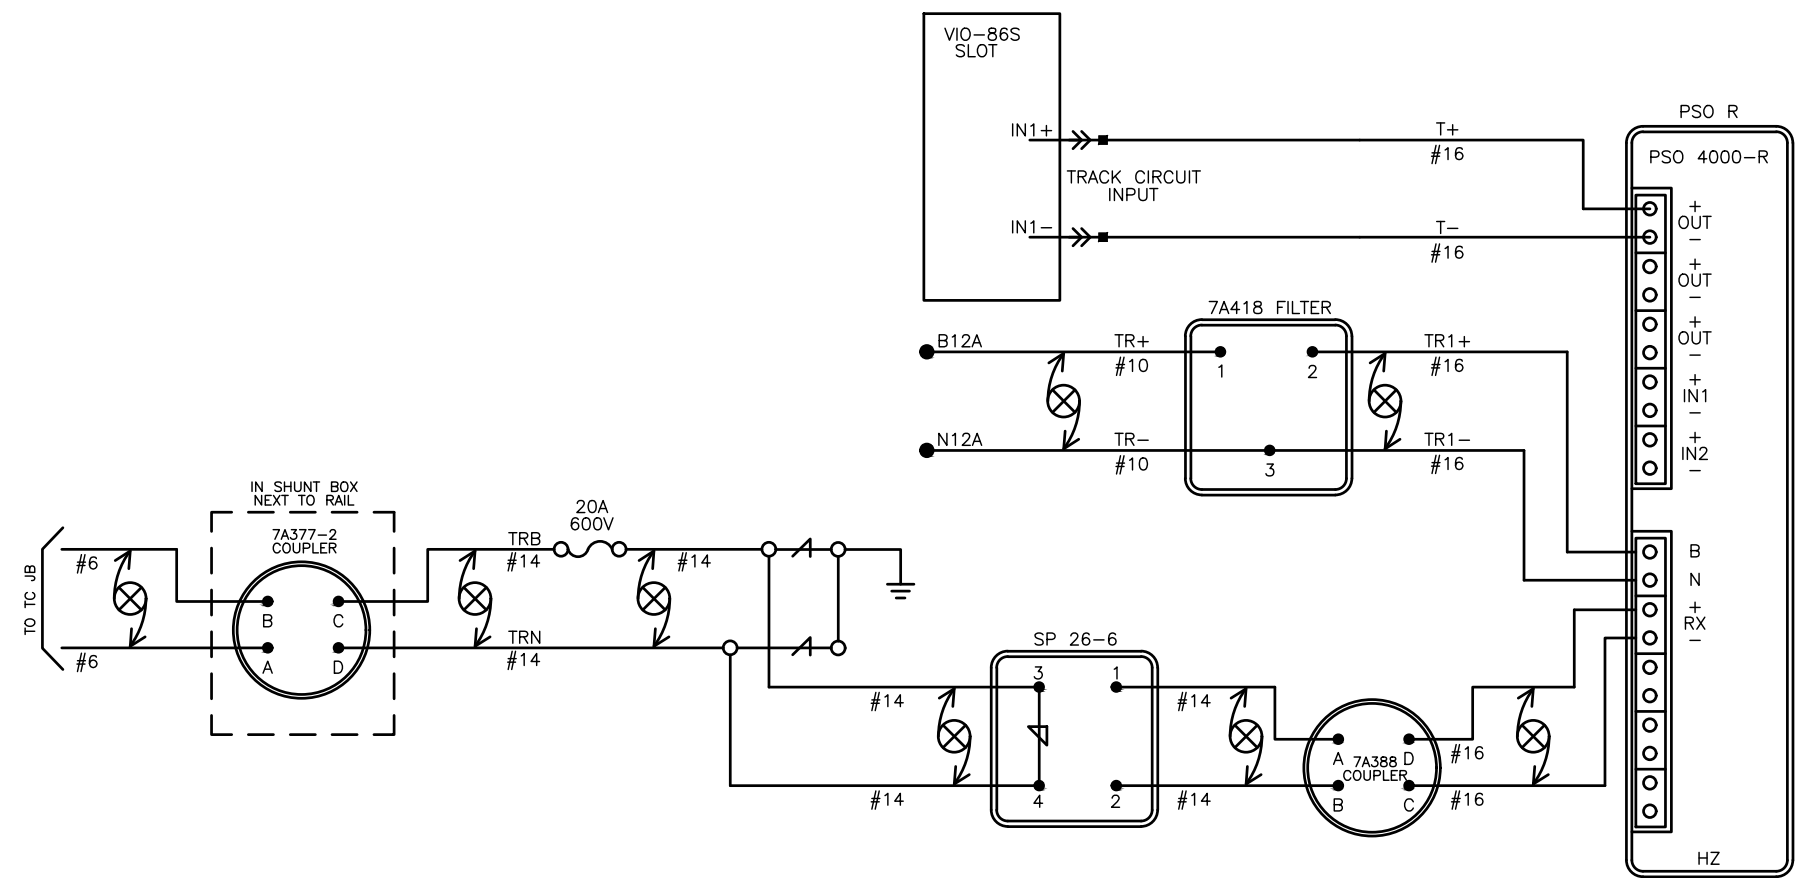 VIO-86S
SLOT
IN1+
T+
#16
TRACK CIRCUIT
INPUT
IN1-
T-
#16
PSO R
PSO 4000-R
+
OUT
-
+
OUT
-
+
OUT
-
+
IN1
-
+
IN2
-
B
N
+
RX
-
HZ
7A418 FILTER
B12A
TR+
#10
1
2
TR1+
#16
N12A
TR-
#10
3
TR1-
#16
IN SHUNT BOX
NEXT TO RAIL
7A377-2
COUPLER
TO TC JB
#6
#6
B
C
A
D
TRB
#14
20A
600V
#14
TRN
#14
SP 26-6
3
1
4
2
#14
#14
#14
#14
A
D
7A388
COUPLER
B
C
#16
#16